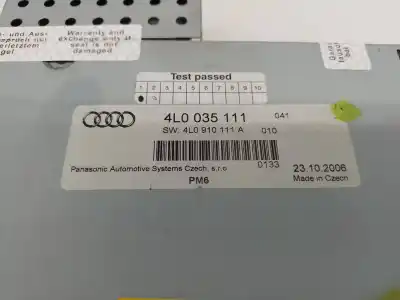 Warranty and
exchange only if
seal is not
damaged
Test passed
1 2 3 4 5 6 7 8 9 10
4L0 035 111 041
SW: 4L0 910 111 A 010
0133
Panasonic Automotive Systems Czech, s.r.o
23.10.2006
PM6
Made in Czech